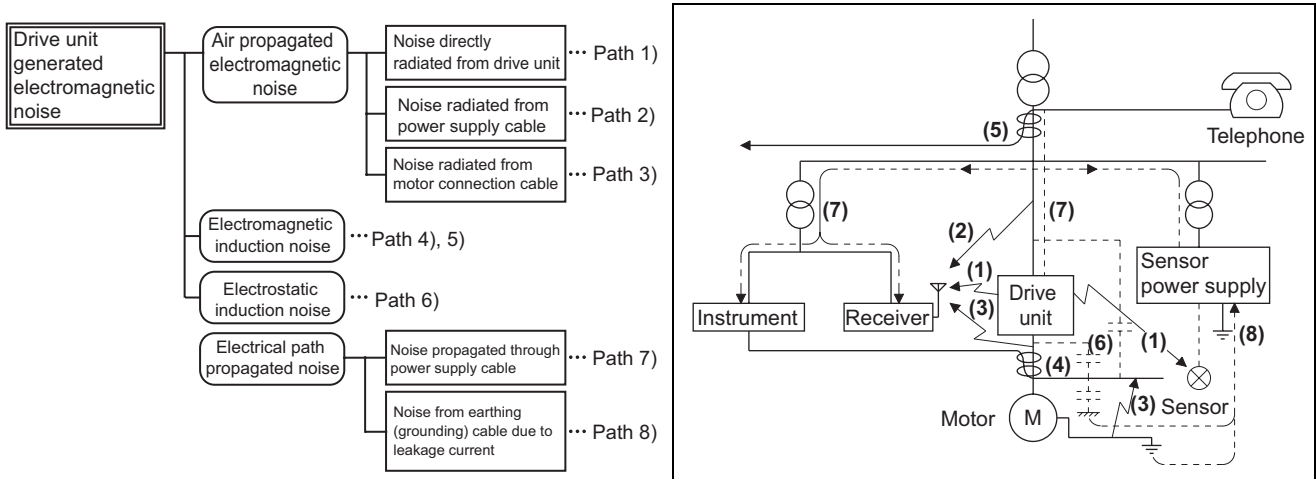 Drive unit
generated
electromagnetic
noise
Air propagated
electromagnetic
noise
Noise directly
radiated from drive unit
··· Path 1)
Noise radiated from
power supply cable
··· Path 2)
Noise radiated from
motor connection cable
··· Path 3)
Electromagnetic
induction noise
···Path 4), 5)
Electrostatic
induction noise
··· Path 6)
Electrical path
propagated noise
Noise propagated through
power supply cable
··· Path 7)
Noise from earthing
(grounding) cable due to
leakage current
··· Path 8)
Telephone
(5)
(7)
(7)
(2)
(1)
(3)
Sensor
power supply
Instrument
Receiver
Drive
unit
(6)
(1)
(8)
(4)
(3)
Sensor
Motor
M